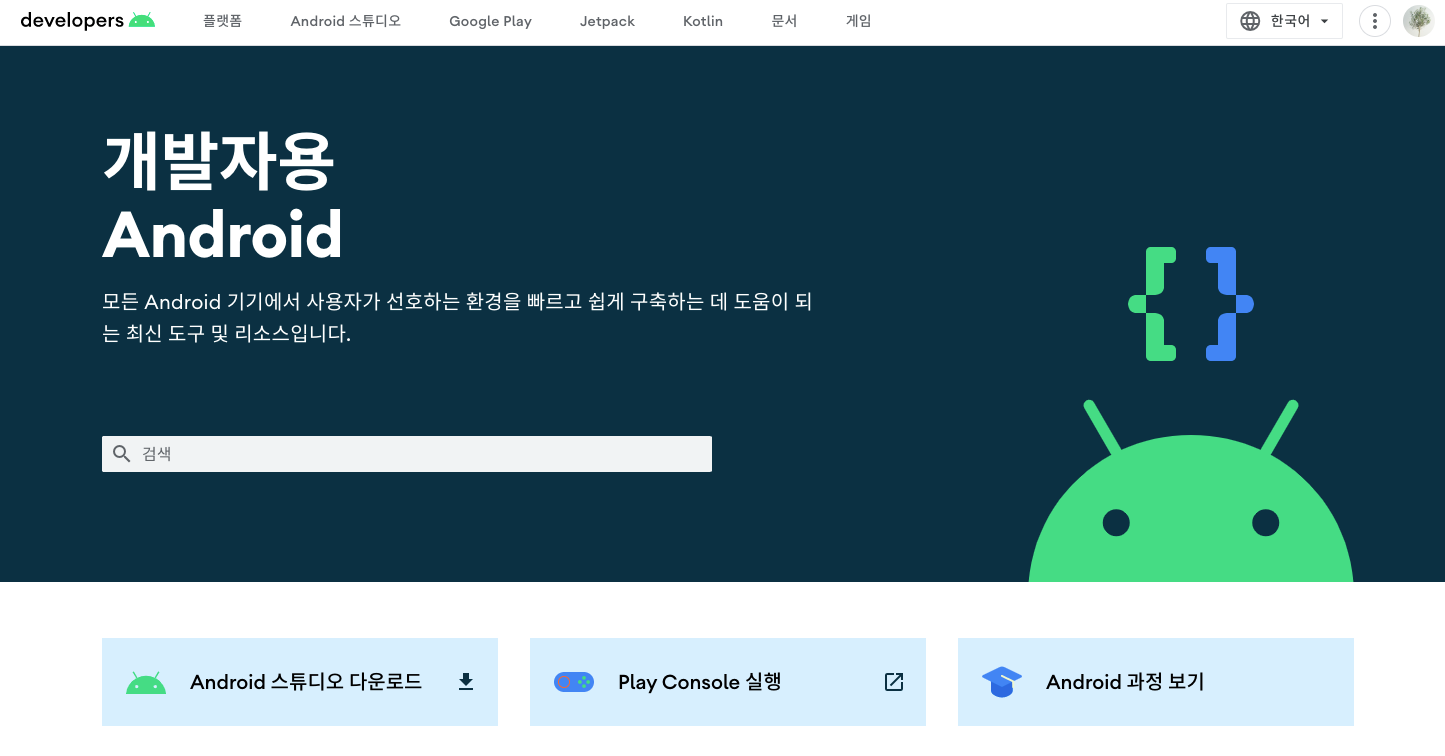 developers
플랫폼
Android 스튜디오
Google Play
Jetpack
Kotlin
문서
게임
한국어
개발자용
Android
모든 Android 기기에서 사용자가 선호하는 환경을 빠르고 쉽게 구축하는 데 도움이 되
는 최신 도구 및 리소스입니다.
{ }
검색
Android 스튜디오 다운로드
Play Console 실행
Android 과정 보기